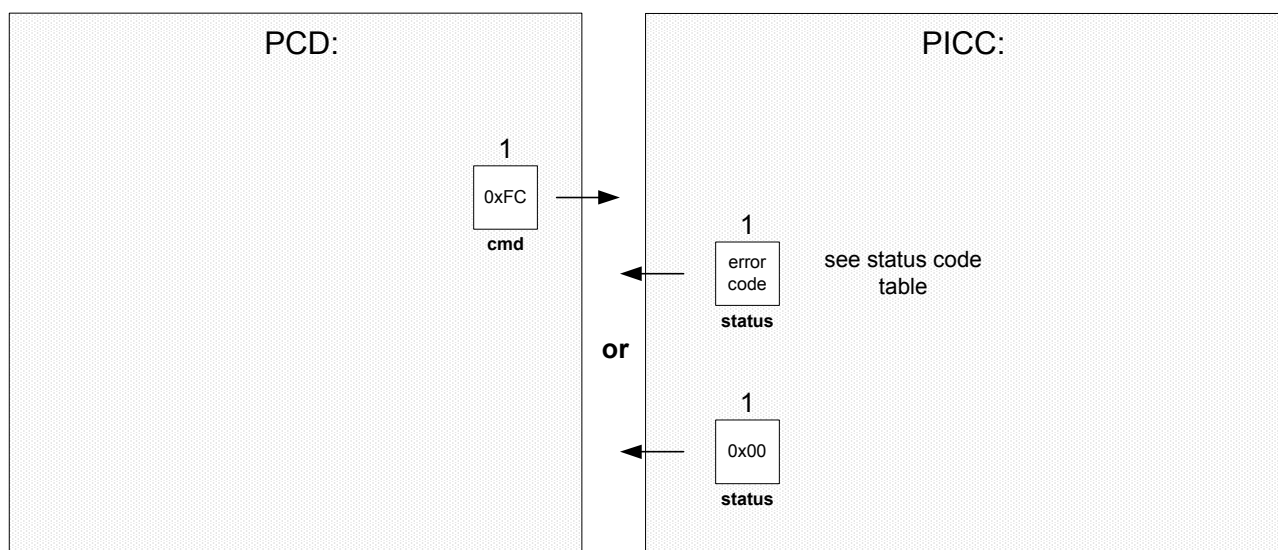 PCD:
PICC:
1
0xFC
cmd
1
error
code
status
see status code
table
or
1
0x00
status